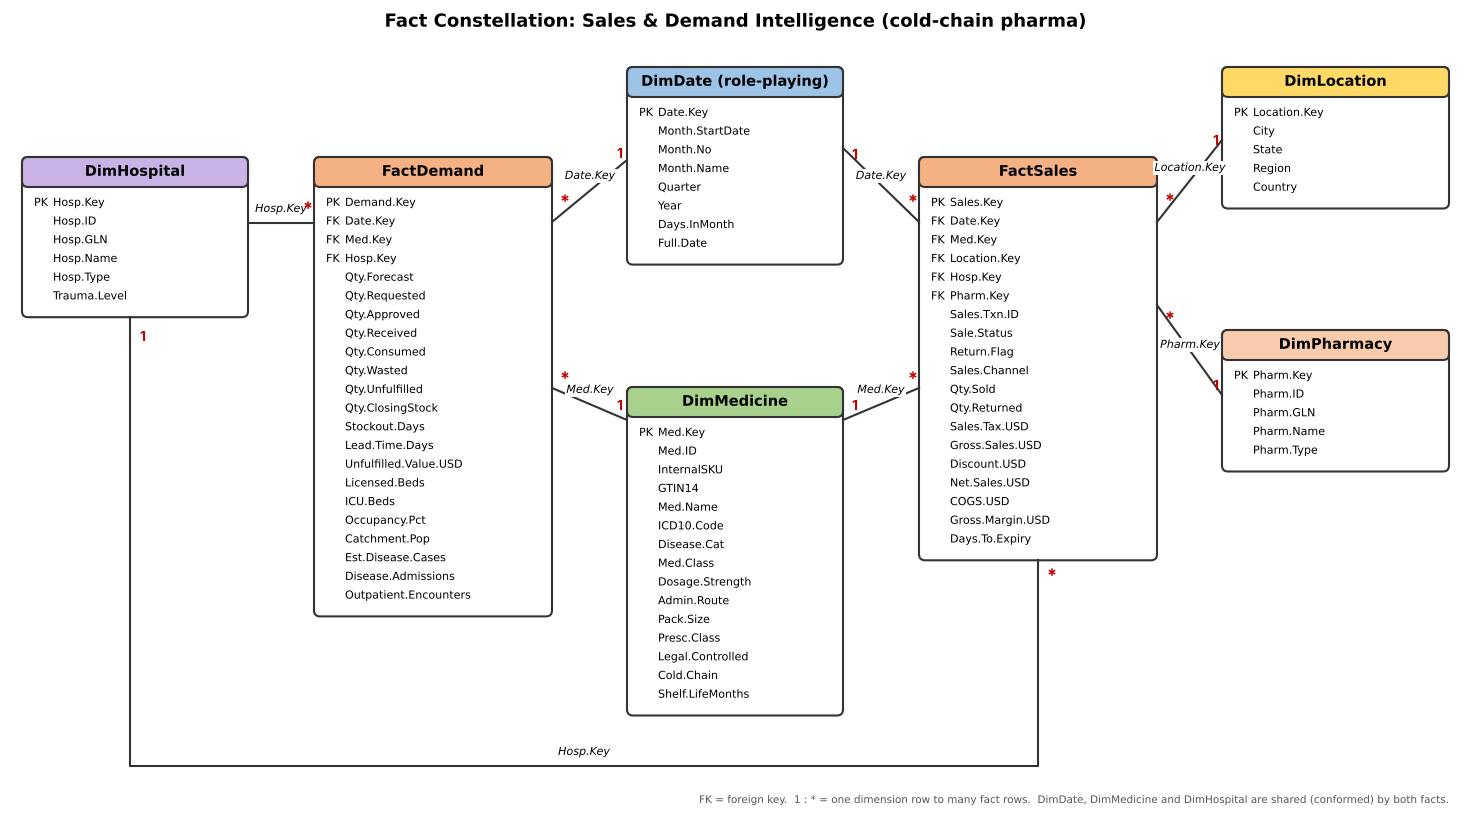 Fact Constellation: Sales & Demand Intelligence (cold-chain pharma)
DimHospital
PK Hosp.Key
Hosp.ID
Hosp.GLN
Hosp.Name
Hosp.Type
Trauma.Level
1
Hosp.Key
*
FactDemand
PK Demand.Key
FK Date.Key
FK Med.Key
FK Hosp.Key
Qty.Forecast
Qty.Requested
Qty.Approved
Qty.Received
Qty.Consumed
Qty.Wasted
Qty.Unfulfilled
Qty.ClosingStock
Stockout.Days
Lead.Time.Days
Unfulfilled.Value.USD
Licensed.Beds
ICU.Beds
Occupancy.Pct
Catchment.Pop
Est.Disease.Cases
Disease.Admissions
Outpatient.Encounters
1
Date.Key
*
*
Med.Key
1
DimDate (role-playing)
PK Date.Key
Month.StartDate
Month.No
Month.Name
Quarter
Year
Days.InMonth
Full.Date
DimMedicine
PK Med.Key
Med.ID
InternalSKU
GTIN14
Med.Name
ICD10.Code
Disease.Cat
Med.Class
Dosage.Strength
Admin.Route
Pack.Size
Presc.Class
Legal.Controlled
Cold.Chain
Shelf.LifeMonths
1
Date.Key
*
*
Med.Key
1
FactSales
PK Sales.Key
FK Date.Key
FK Med.Key
FK Location.Key
FK Hosp.Key
FK Pharm.Key
Sales.Txn.ID
Sale.Status
Return.Flag
Sales.Channel
Qty.Sold
Qty.Returned
Sales.Tax.USD
Gross.Sales.USD
Discount.USD
Net.Sales.USD
COGS.USD
Gross.Margin.USD
Days.To.Expiry
*
1
Location.Key
*
*
Pharm.Key
1
DimLocation
PK Location.Key
City
State
Region
Country
DimPharmacy
PK Pharm.Key
Pharm.ID
Pharm.GLN
Pharm.Name
Pharm.Type
Hosp.Key
FK = foreign key.  1 : * = one dimension row to many fact rows.  DimDate, DimMedicine and DimHospital are shared (conformed) by both facts.